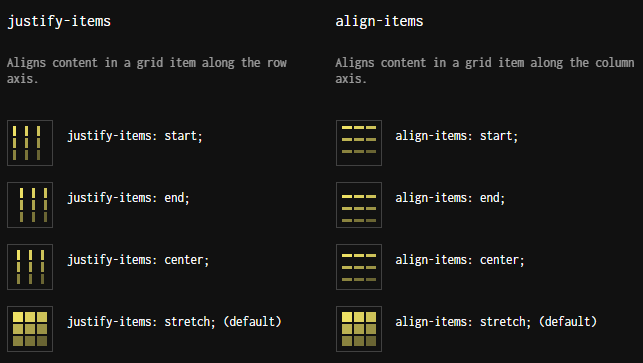 justify-items
Aligns content in a grid item along the row
axis.
justify-items: start;
justify-items: end;
justify-items: center;
justify-items: stretch; (default)
align-items
Aligns content in a grid item along the column
axis.
align-items: start;
align-items: end;
align-items: center;
align-items: stretch; (default)